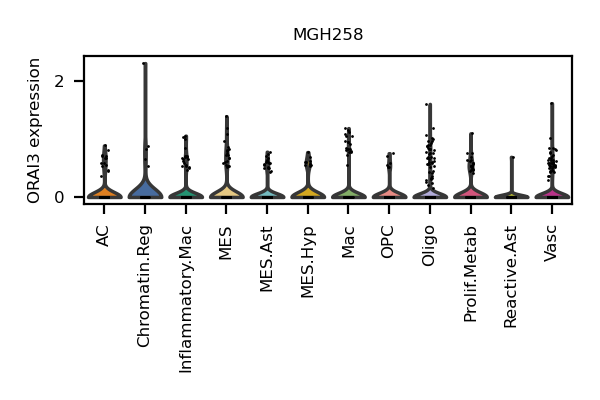 MGH258
ORAI3 expression
2
0
AC
Chromatin.Reg
Inflammatory.Mac
MES
MES.Ast
MES.Hyp
Mac
OPC
Oligo
Prolif.Metab
Reactive.Ast
Vasc